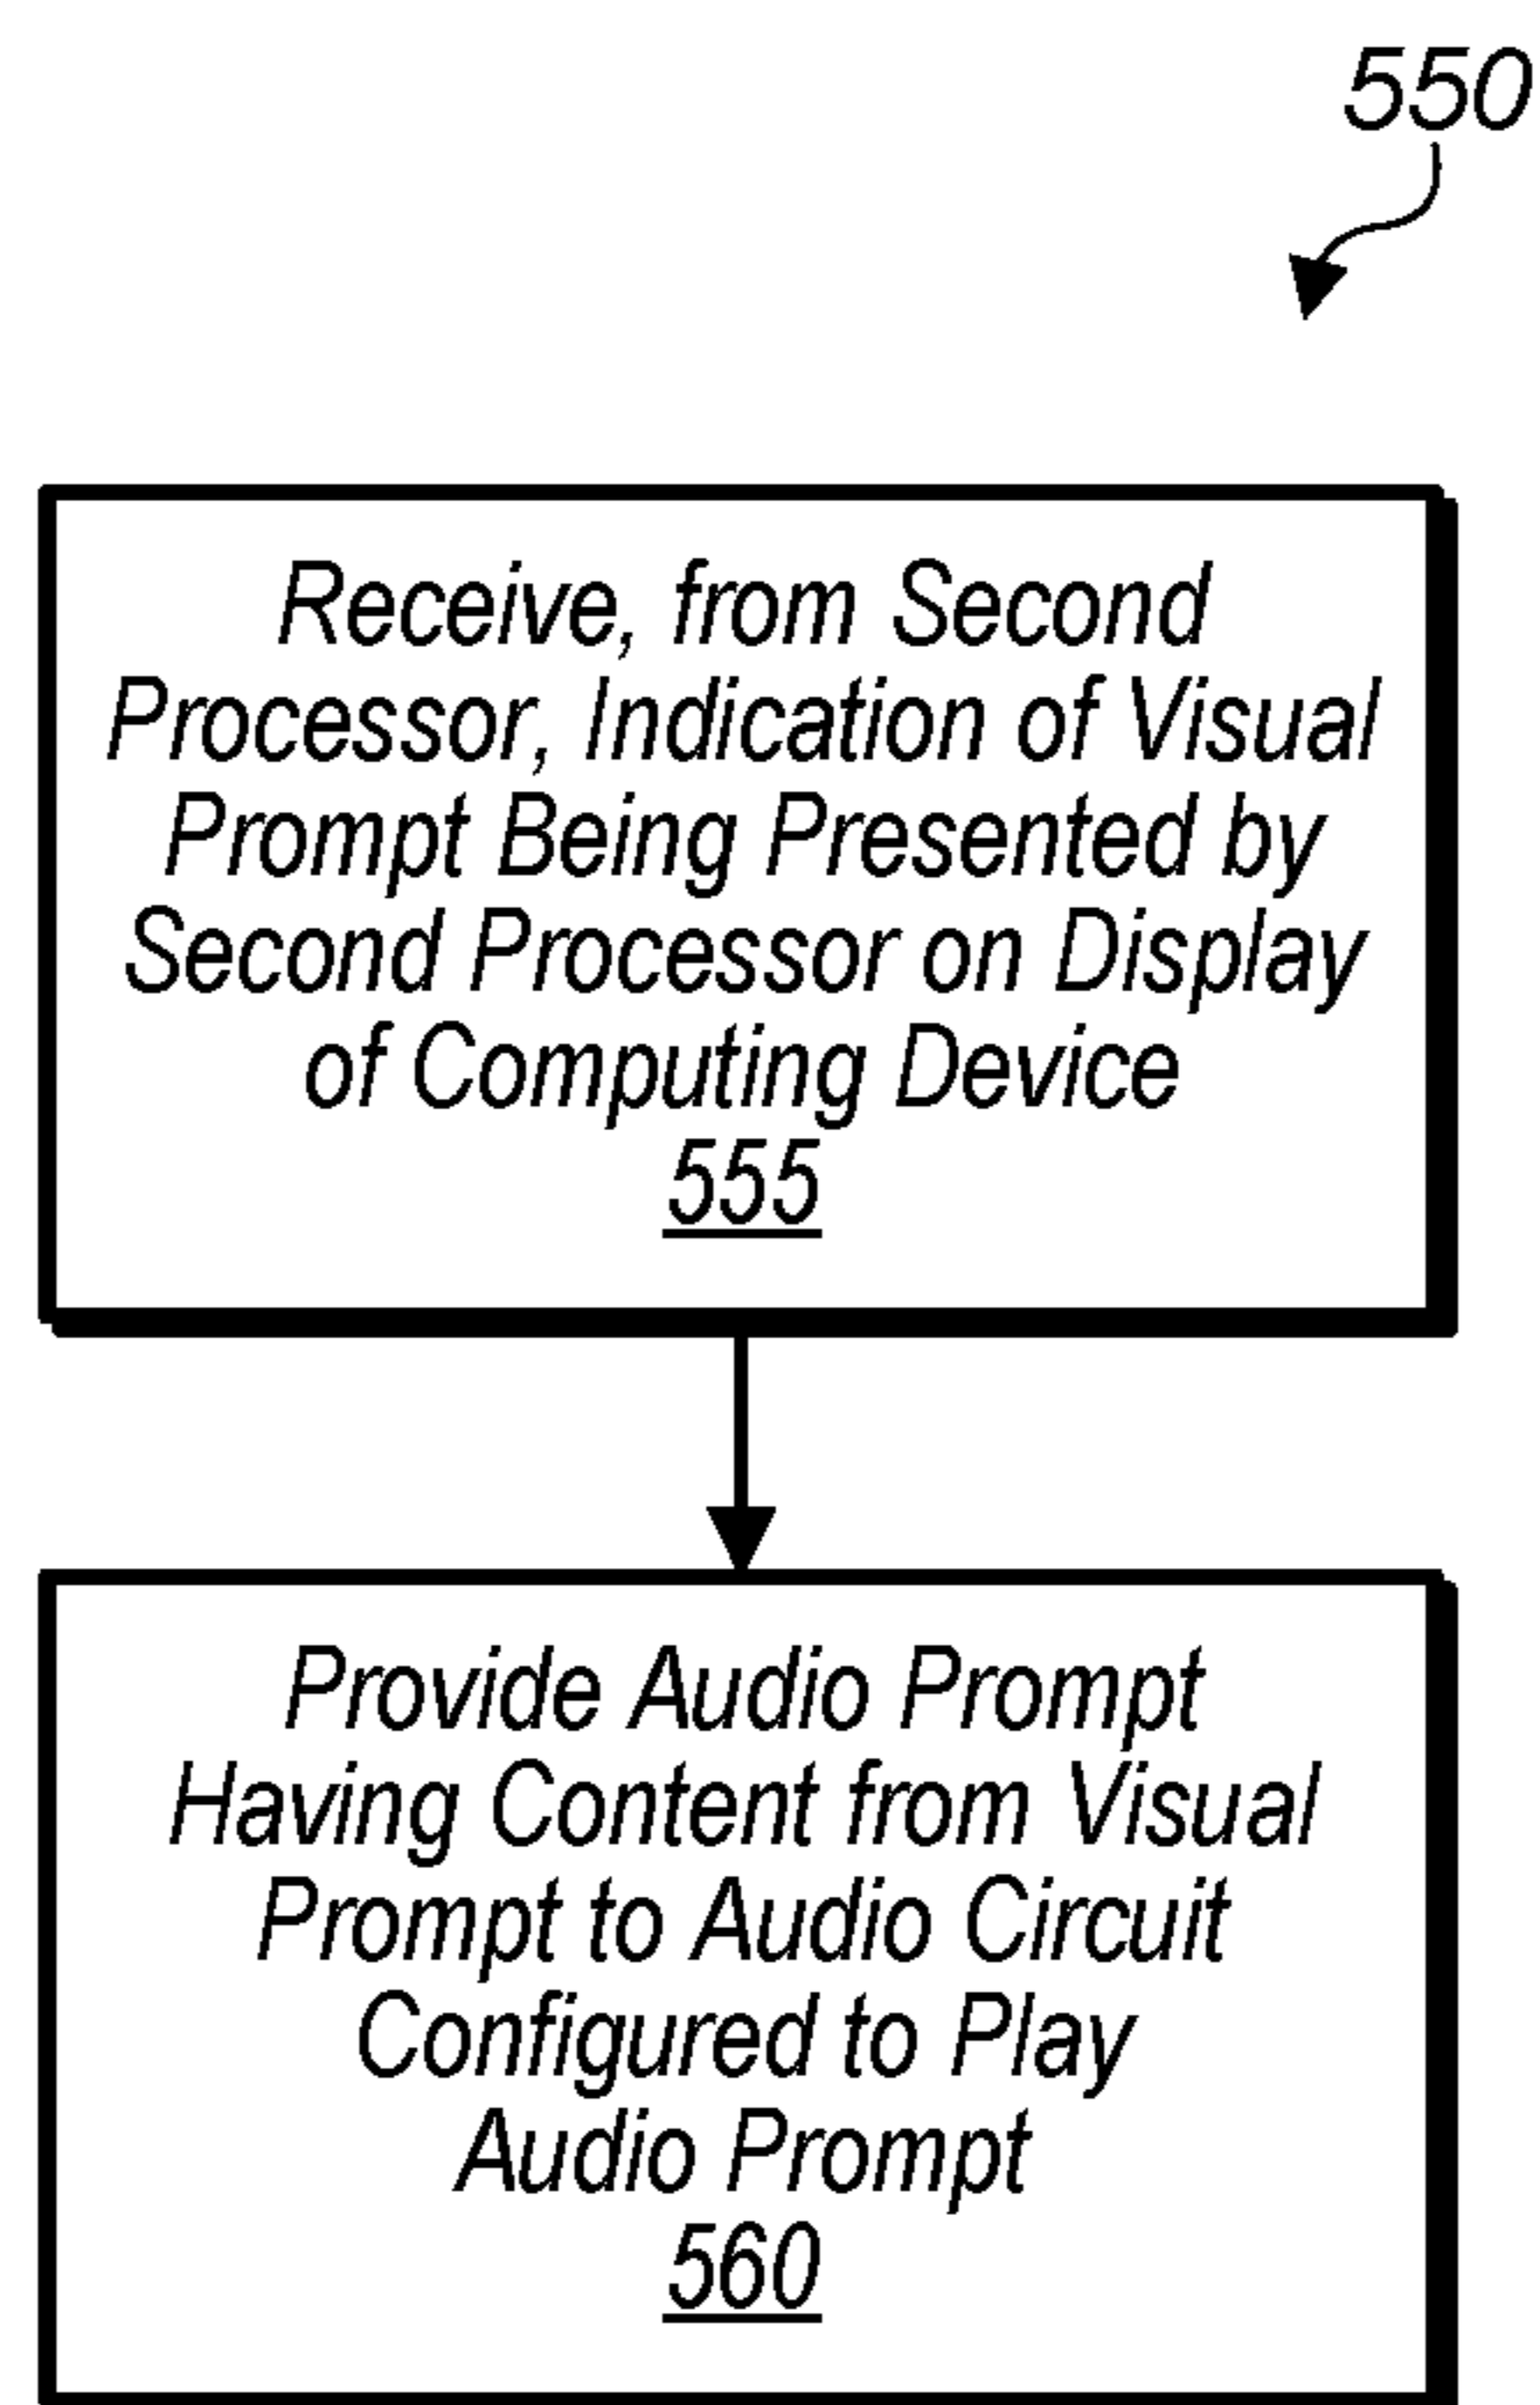 550
Receive, from Second
Processor, Indication of Visual
Prompt Being Presented by
Second Processor on Display
of Computing Device
555
Provide Audio Prompt
Having Content from Visual
Prompt to Audio Circuit
Configured to Play
Audio Prompt
560